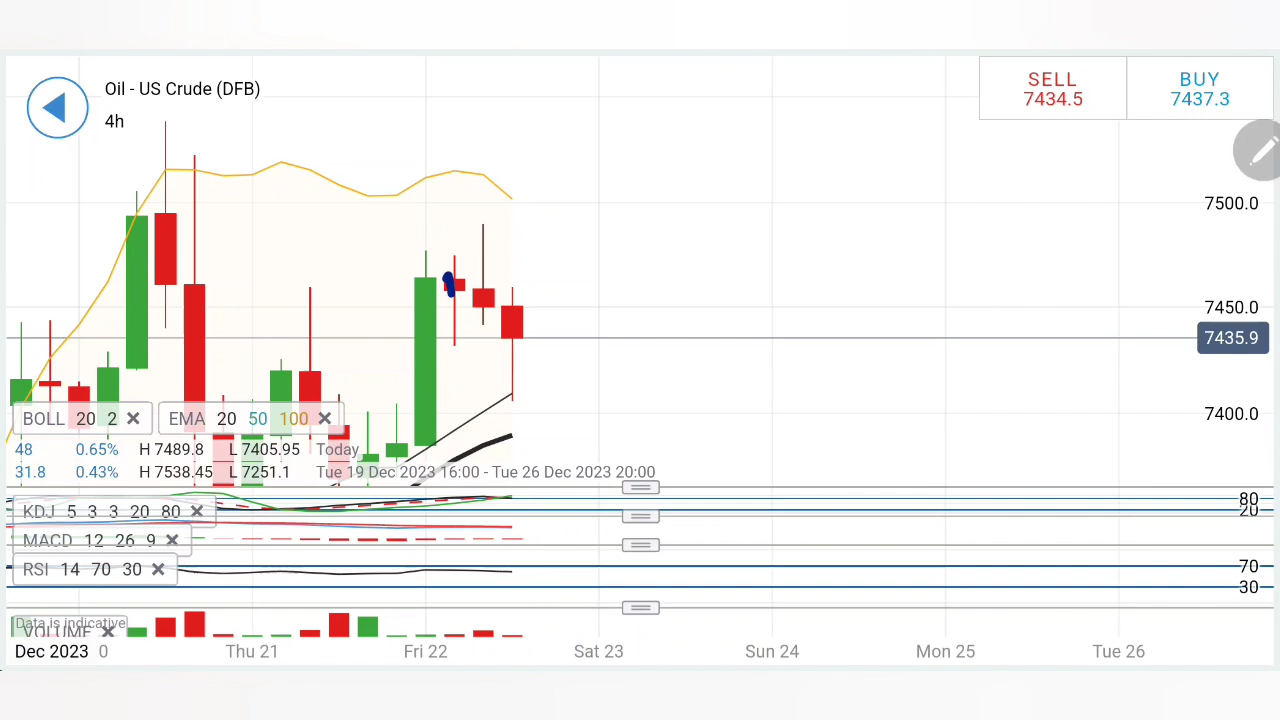 Oil - US Crude (DFB)
4h
SELL
7434.5
BUY
7437.3
7500.0
7450.0
7435.9
7400.0
BOLL 20 2
EMA 20 50 100
48 0.65% H 7489.8 L 7405.95 Today
31.8 0.43% H 7538.45 L 7251.1 Tue 19 Dec 2023 16:00 - Tue 26 Dec 2023 20:00
KDJ 5 3 3 20 80
80
20
MACD 12 26 9
RSI 14 70 30
70
30
Data is indicative
VOLUME
Dec 2023 0 Thu 21 Fri 22 Sat 23 Sun 24 Mon 25 Tue 26